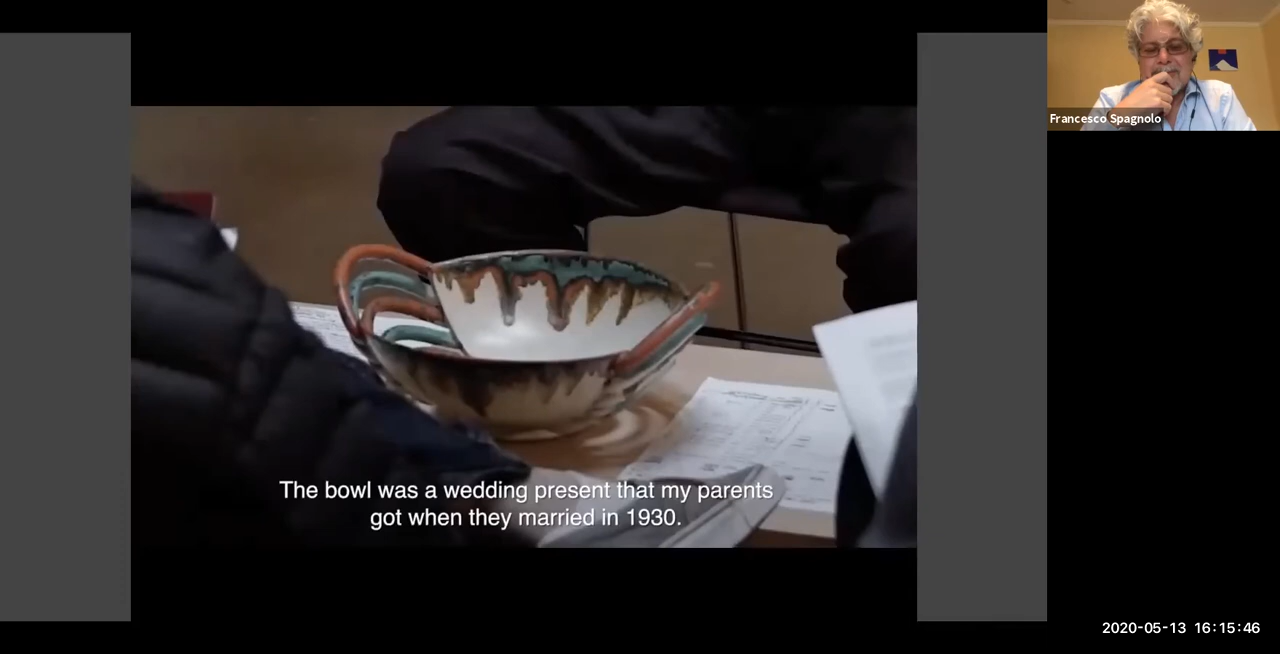 Francesco Spagnolo
The bowl was a wedding present that my parents
got when they married in 1930.
2020-05-13 16:15:46